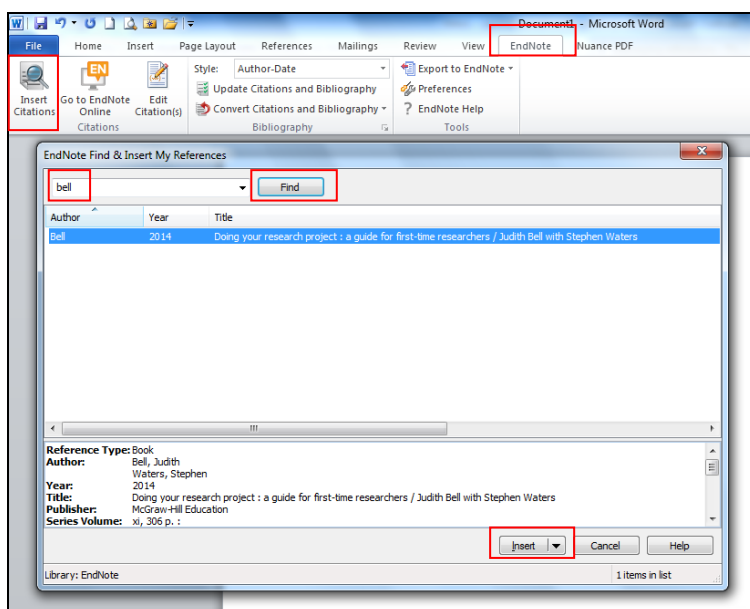 Document1 - Microsoft Word
File Home Insert Page Layout References Mailings Review View EndNote Nuance PDF
Insert Citations
EN
Go to EndNote Online
Edit Citation(s)
Citations
Style: Author-Date
Update Citations and Bibliography
Convert Citations and Bibliography
Bibliography
Export to EndNote
Preferences
EndNote Help
Tools
EndNote Find & Insert My References
bell Find
Author Year Title
Bell 2014 Doing your research project : a guide for first-time researchers / Judith Bell with Stephen Waters
Reference Type: Book
Author: Bell, Judith
Waters, Stephen
Year: 2014
Title: Doing your research project : a guide for first-time researchers / Judith Bell with Stephen Waters
Publisher: McGraw-Hill Education
Series Volume: xi, 306 p. :
Insert Cancel Help
Library: EndNote 1 items in list